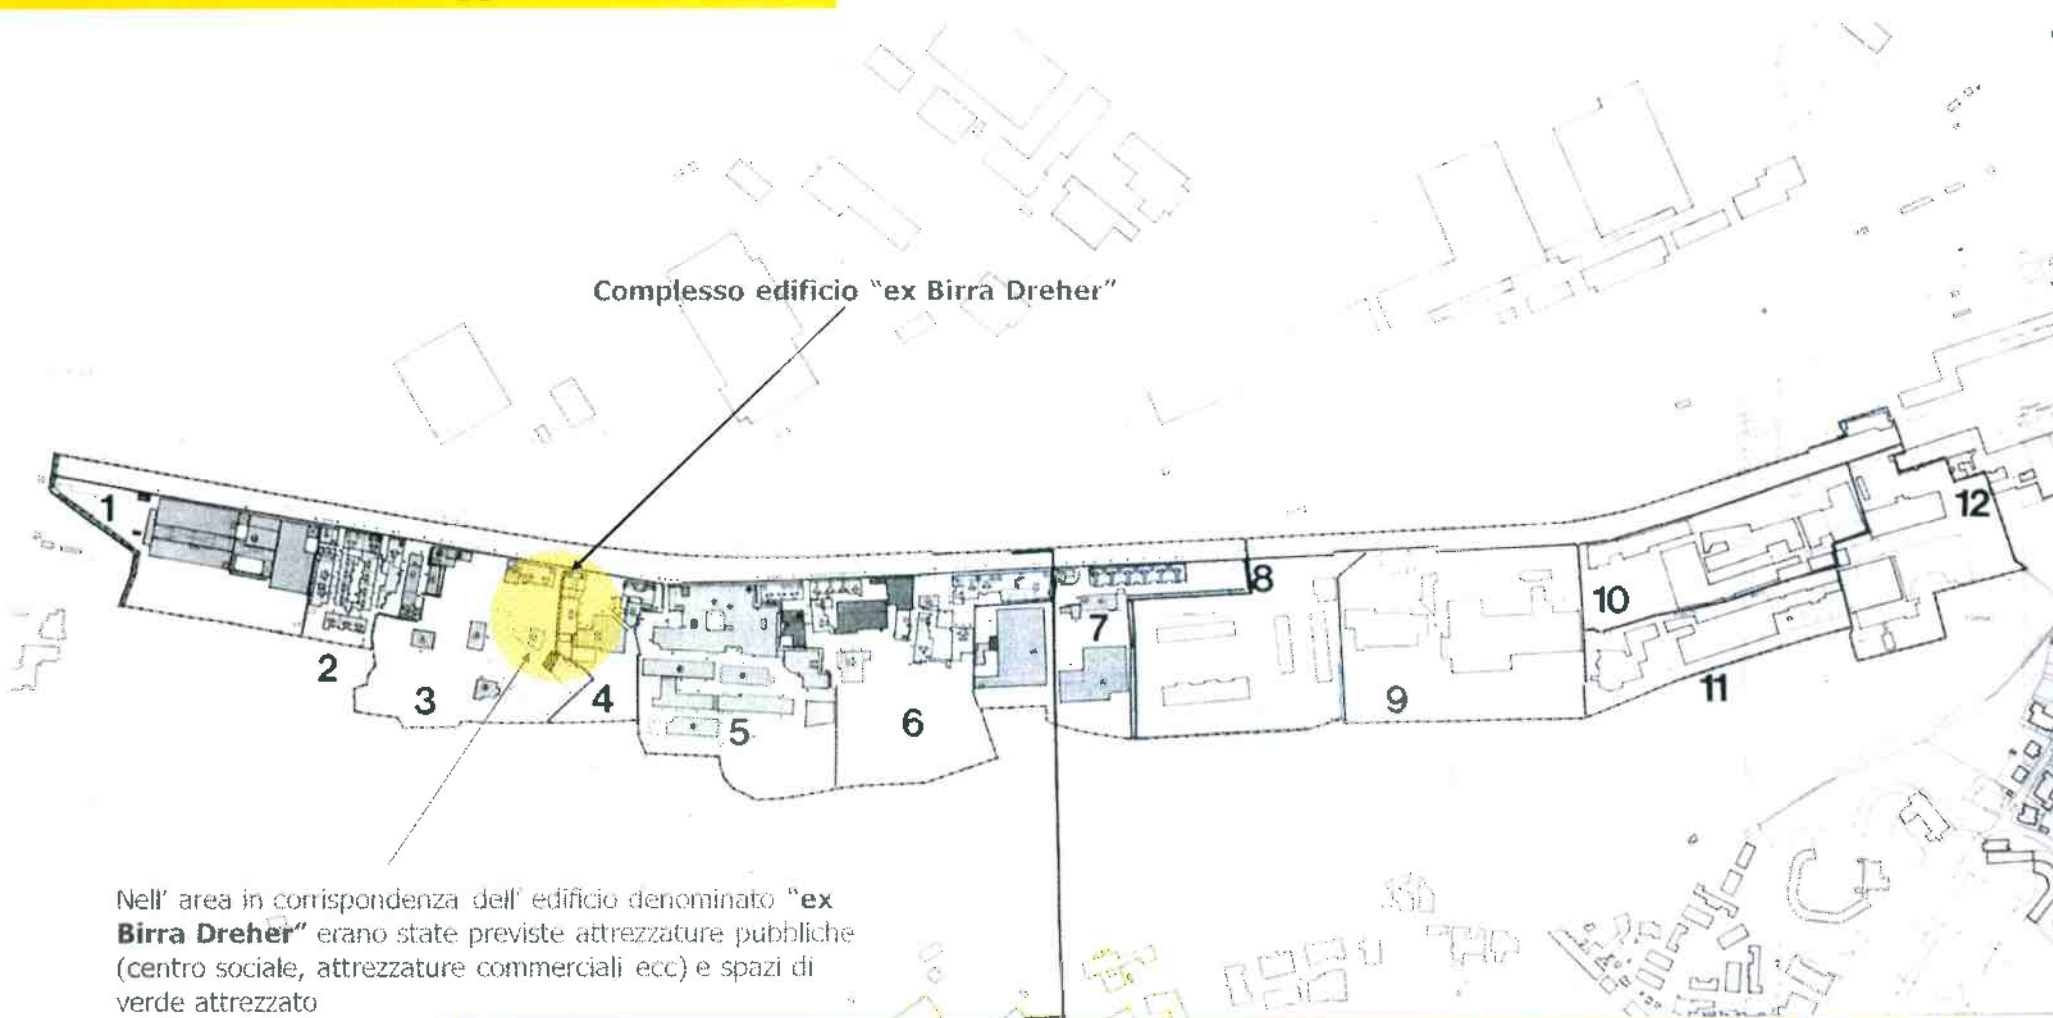 Complesso edificio “ex Birra Dreher”
1
2
3
4
5
6
7
8
9
10
11
12
Nell' area in corrispondenza dell' edificio denominato “ex
Birra Dreher” erano state previste attrezzature pubbliche
(centro sociale, attrezzature commerciali ecc) e spazi di
verde attrezzato